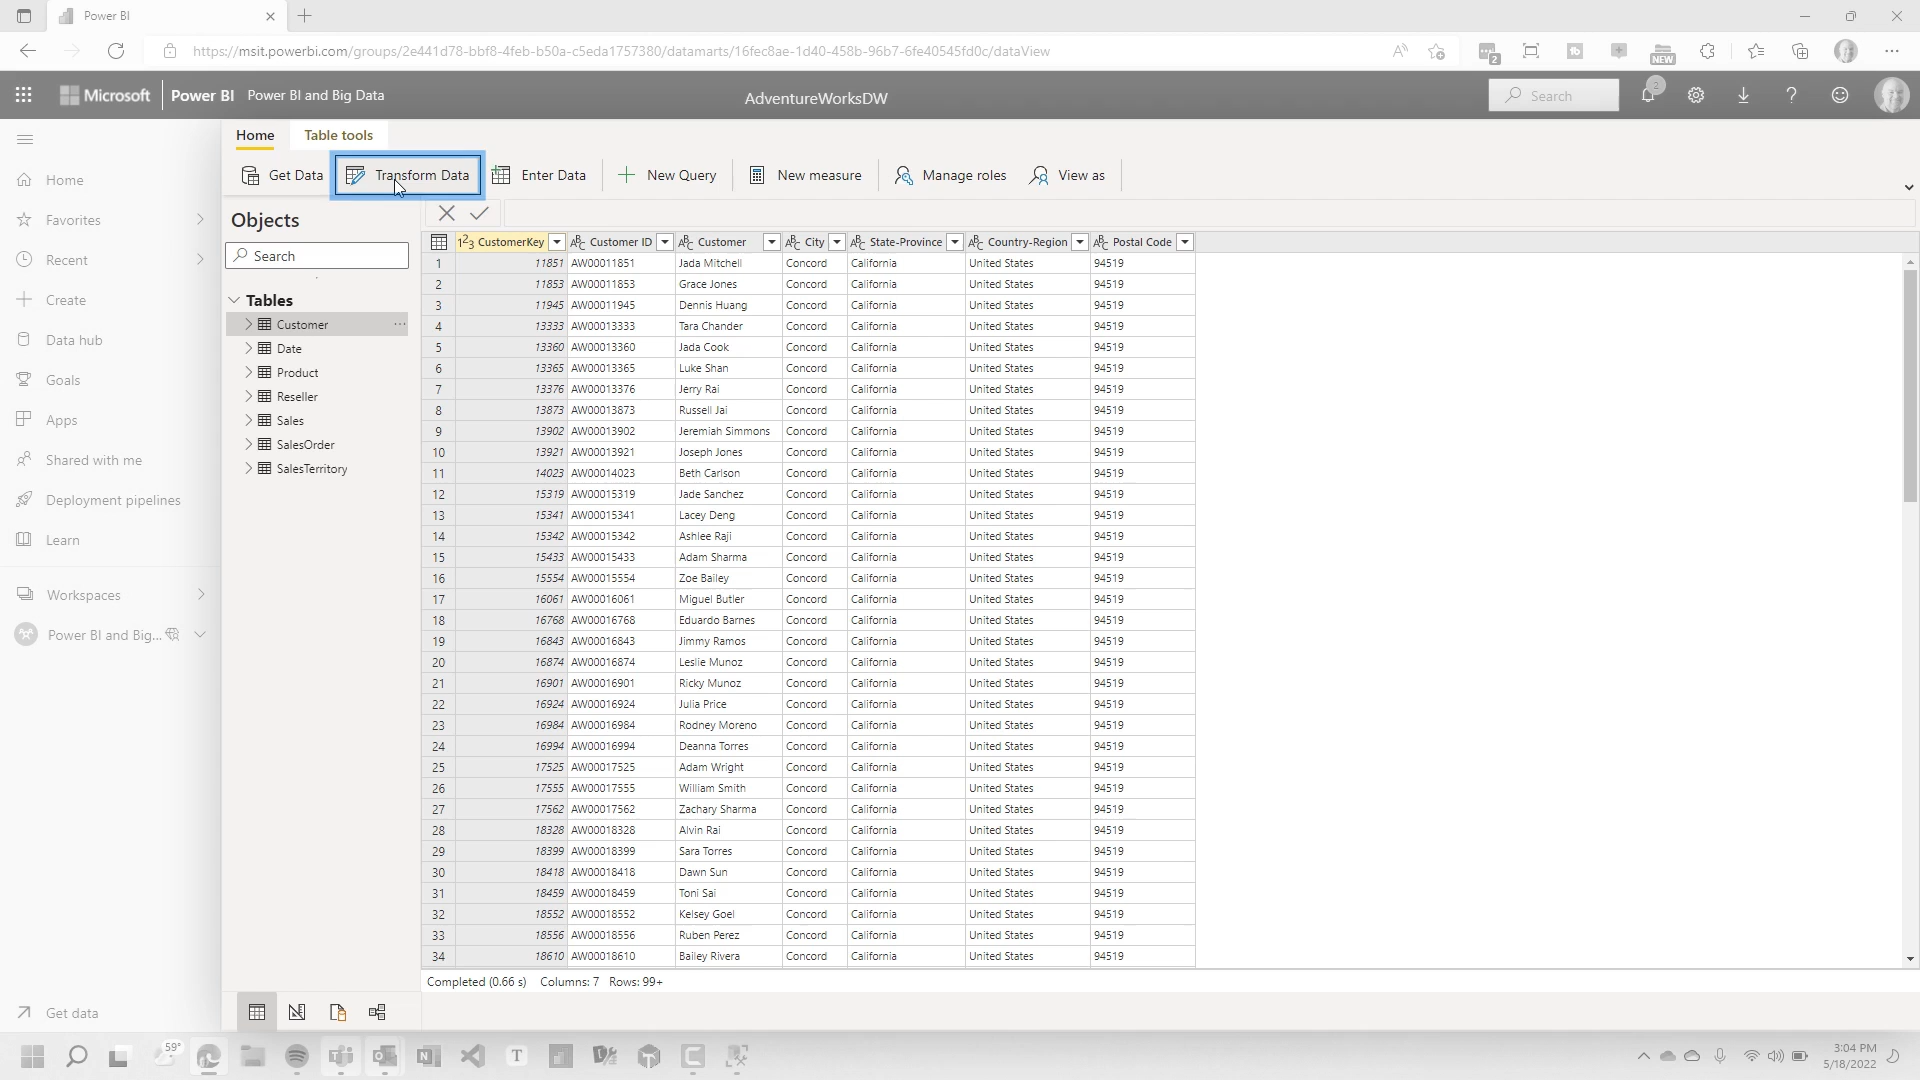 Power BI
https://msit.powerbi.com/groups/2e441d78-bbf8-4feb-b50a-c5eda1757380/datamarts/16fec8ae-1d40-458b-96b7-6fe40545fd0c/dataView
2
NEW
Microsoft
Power BI
Power BI and Big Data
AdventureWorksDW
Search
2
Home
Table tools
Get Data
Transform Data
Enter Data
New Query
New measure
Manage roles
View as
Home
Favorites
Recent
Create
Data hub
Goals
Apps
Shared with me
Deployment pipelines
Learn
Workspaces
Power BI and Big...
Get data
Objects
Search
Tables
Customer
Date
Product
Reseller
Sales
SalesOrder
SalesTerritory
CustomerKey Customer ID Customer City State-Province Country-Region Postal Code
1 11851 AW00011851 Jada Mitchell Concord California United States 94519
2 11853 AW00011853 Grace Jones Concord California United States 94519
3 11945 AW00011945 Dennis Huang Concord California United States 94519
4 13333 AW00013333 Tara Chander Concord California United States 94519
5 13360 AW00013360 Jada Cook Concord California United States 94519
6 13365 AW00013365 Luke Shan Concord California United States 94519
7 13376 AW00013376 Jerry Rai Concord California United States 94519
8 13873 AW00013873 Russell Jai Concord California United States 94519
9 13902 AW00013902 Jeremiah Simmons Concord California United States 94519
10 13921 AW00013921 Joseph Jones Concord California United States 94519
11 14023 AW00014023 Beth Carlson Concord California United States 94519
12 15319 AW00015319 Jade Sanchez Concord California United States 94519
13 15341 AW00015341 Lacey Deng Concord California United States 94519
14 15342 AW00015342 Ashlee Raji Concord California United States 94519
15 15433 AW00015433 Adam Sharma Concord California United States 94519
16 15554 AW00015554 Zoe Bailey Concord California United States 94519
17 16061 AW00016061 Miguel Butler Concord California United States 94519
18 16768 AW00016768 Eduardo Barnes Concord California United States 94519
19 16843 AW00016843 Jimmy Ramos Concord California United States 94519
20 16874 AW00016874 Leslie Munoz Concord California United States 94519
21 16901 AW00016901 Ricky Munoz Concord California United States 94519
22 16924 AW00016924 Julia Price Concord California United States 94519
23 16984 AW00016984 Rodney Moreno Concord California United States 94519
24 16994 AW00016994 Deanna Torres Concord California United States 94519
25 17525 AW00017525 Adam Wright Concord California United States 94519
26 17555 AW00017555 William Smith Concord California United States 94519
27 17562 AW00017562 Zachary Sharma Concord California United States 94519
28 18328 AW00018328 Alvin Rai Concord California United States 94519
29 18399 AW00018399 Sara Torres Concord California United States 94519
30 18418 AW00018418 Dawn Sun Concord California United States 94519
31 18459 AW00018459 Toni Sai Concord California United States 94519
32 18552 AW00018552 Kelsey Goel Concord California United States 94519
33 18556 AW00018556 Ruben Perez Concord California United States 94519
34 18610 AW00018610 Bailey Rivera Concord California United States 94519
Completed (0.66 s) Columns: 7 Rows: 99+
59°
3:04 PM
5/18/2022